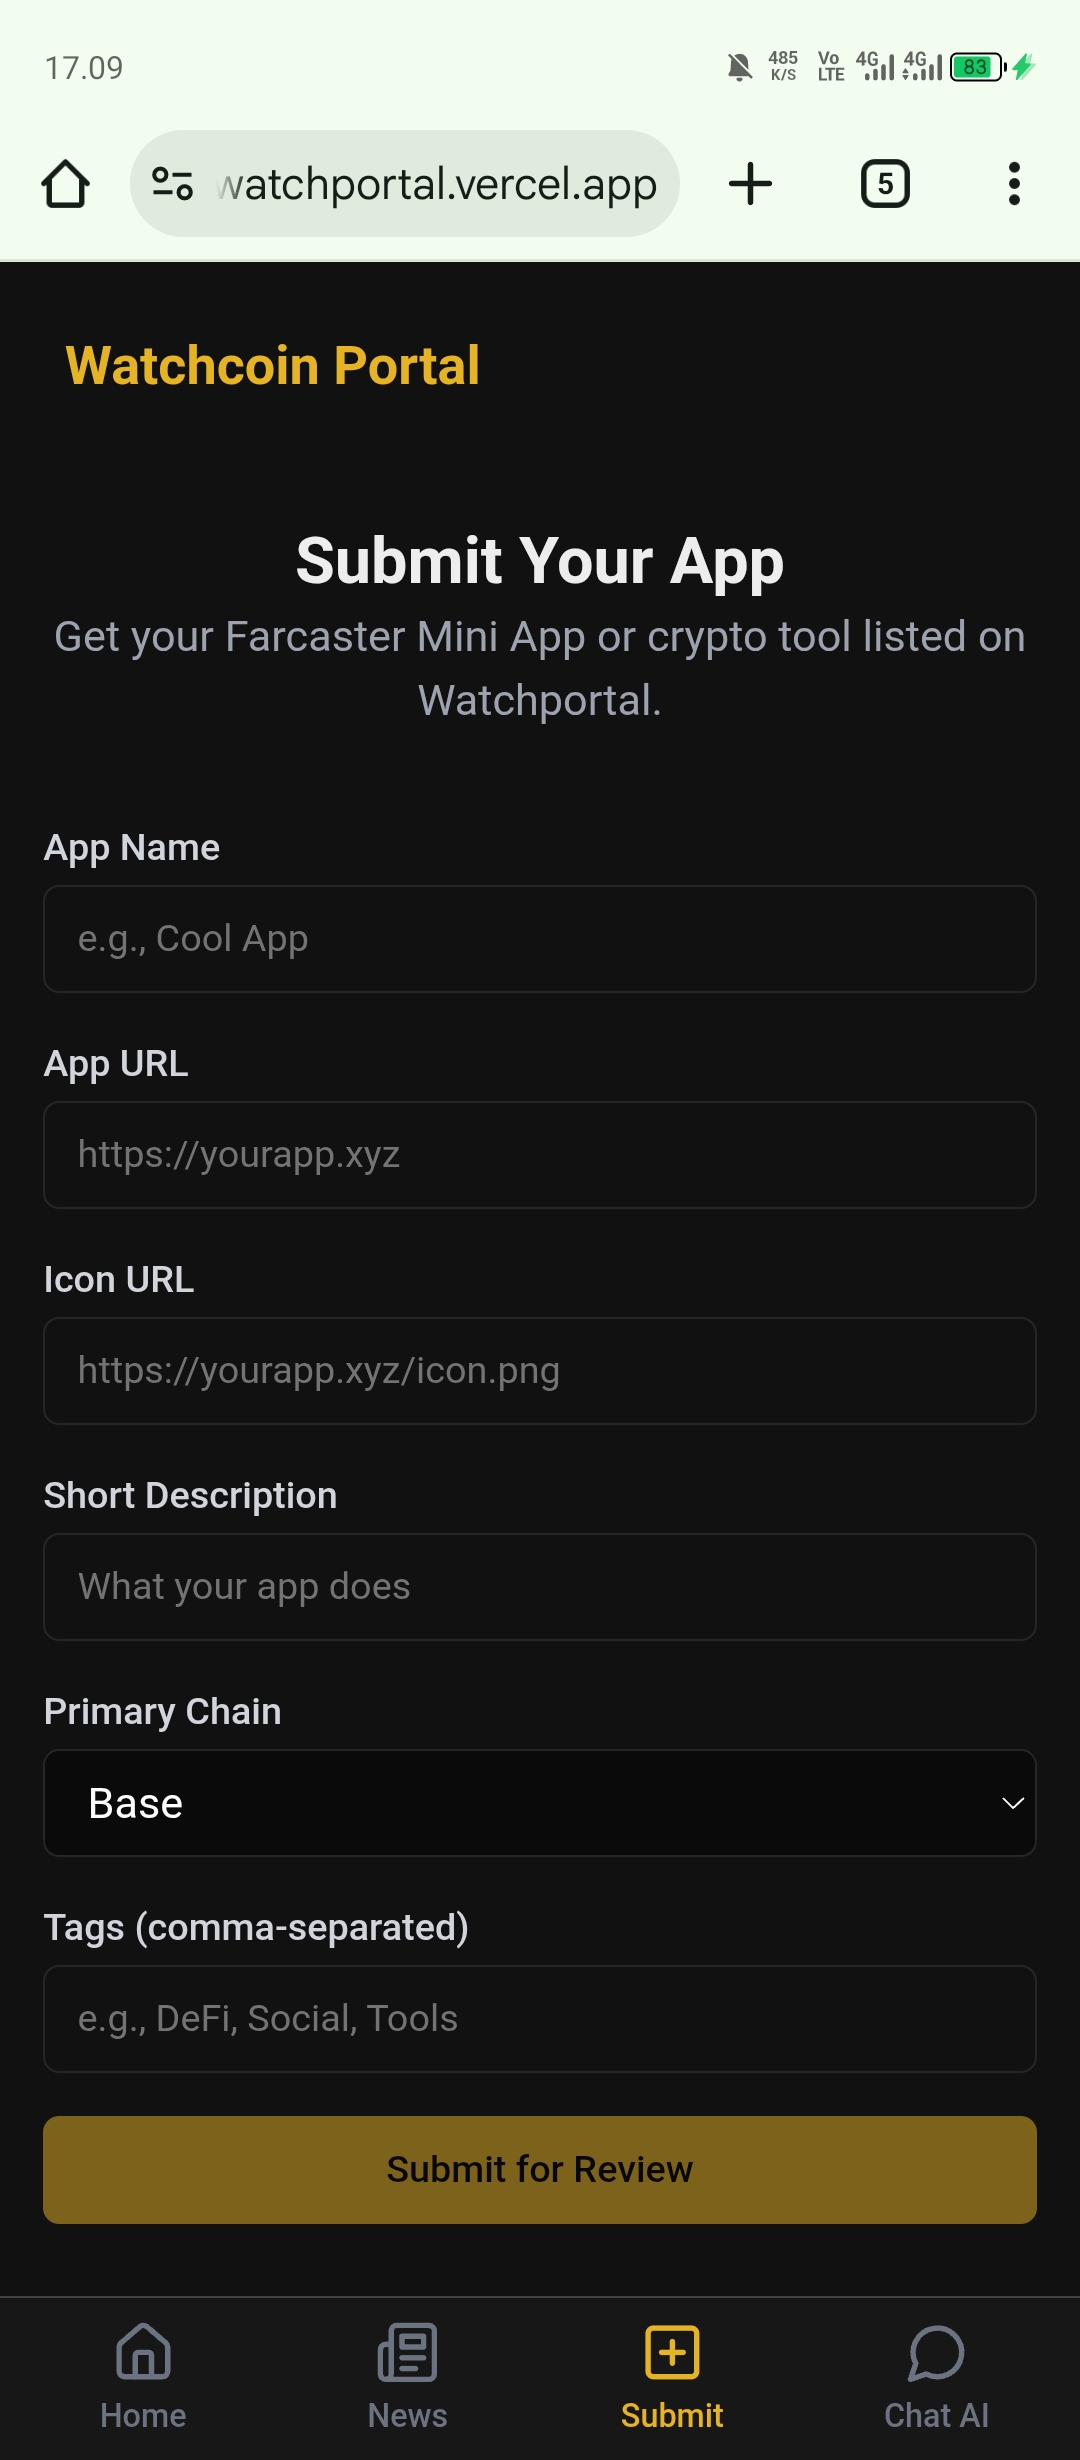 17.09
485 K/S Vo LTE 4G 4G 83
watchportal.vercel.app
5
Watchcoin Portal
Submit Your App
Get your Farcaster Mini App or crypto tool listed on
Watchportal.
App Name
e.g., Cool App
App URL
https://yourapp.xyz
Icon URL
https://yourapp.xyz/icon.png
Short Description
What your app does
Primary Chain
Base
Tags (comma-separated)
e.g., DeFi, Social, Tools
Submit for Review
Home News Submit Chat AI